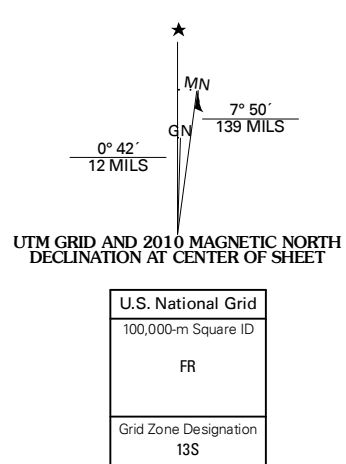 ★
MN
7° 50´
139 MILS
GN
0° 42´
12 MILS
UTM GRID AND 2010 MAGNETIC NORTH
DECLINATION AT CENTER OF SHEET
U.S. National Grid
100,000-m Square ID
FR
Grid Zone Designation
13S